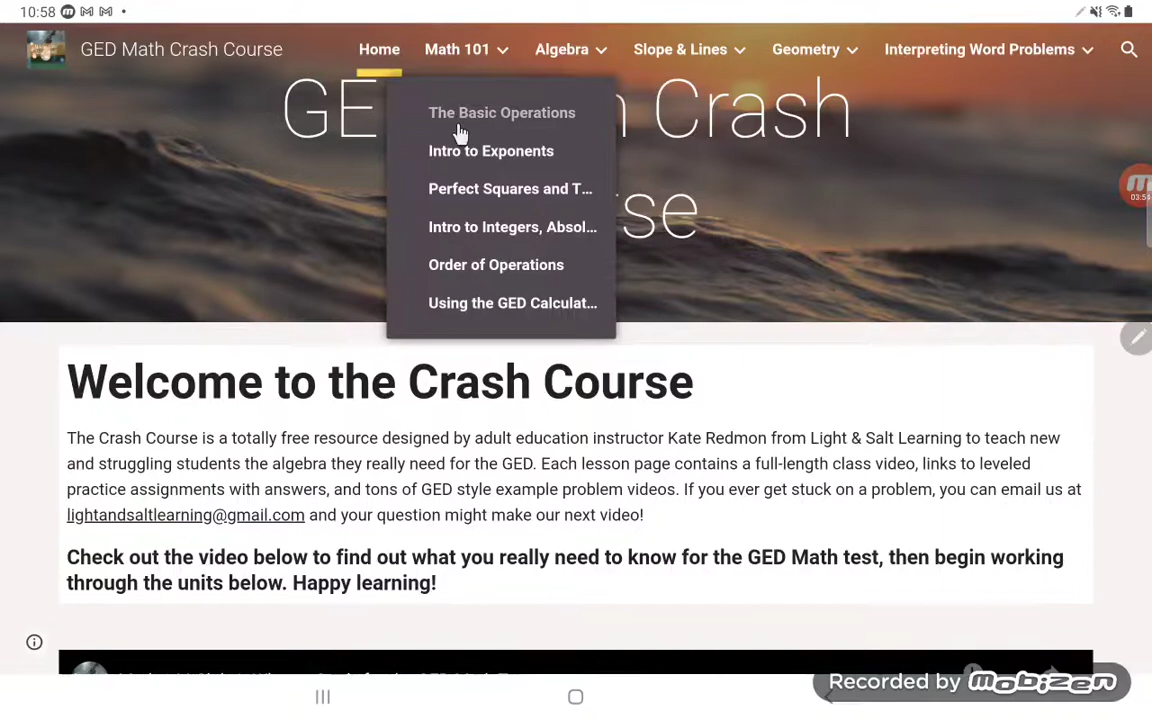 10:58
GED Math Crash Course
Home
Math 101
Algebra
Slope & Lines
Geometry
Interpreting Word Problems
GE n Crash
rse
The Basic Operations
Intro to Exponents
Perfect Squares and T...
Intro to Integers, Absol...
Order of Operations
Using the GED Calculat...
03:54
Welcome to the Crash Course
The Crash Course is a totally free resource designed by adult education instructor Kate Redmon from Light & Salt Learning to teach new
and struggling students the algebra they really need for the GED. Each lesson page contains a full-length class video, links to leveled
practice assignments with answers, and tons of GED style example problem videos. If you ever get stuck on a problem, you can email us at
lightandsaltlearning@gmail.com and your question might make our next video!
Check out the video below to find out what you really need to know for the GED Math test, then begin working
through the units below. Happy learning!
Recorded by mobizen